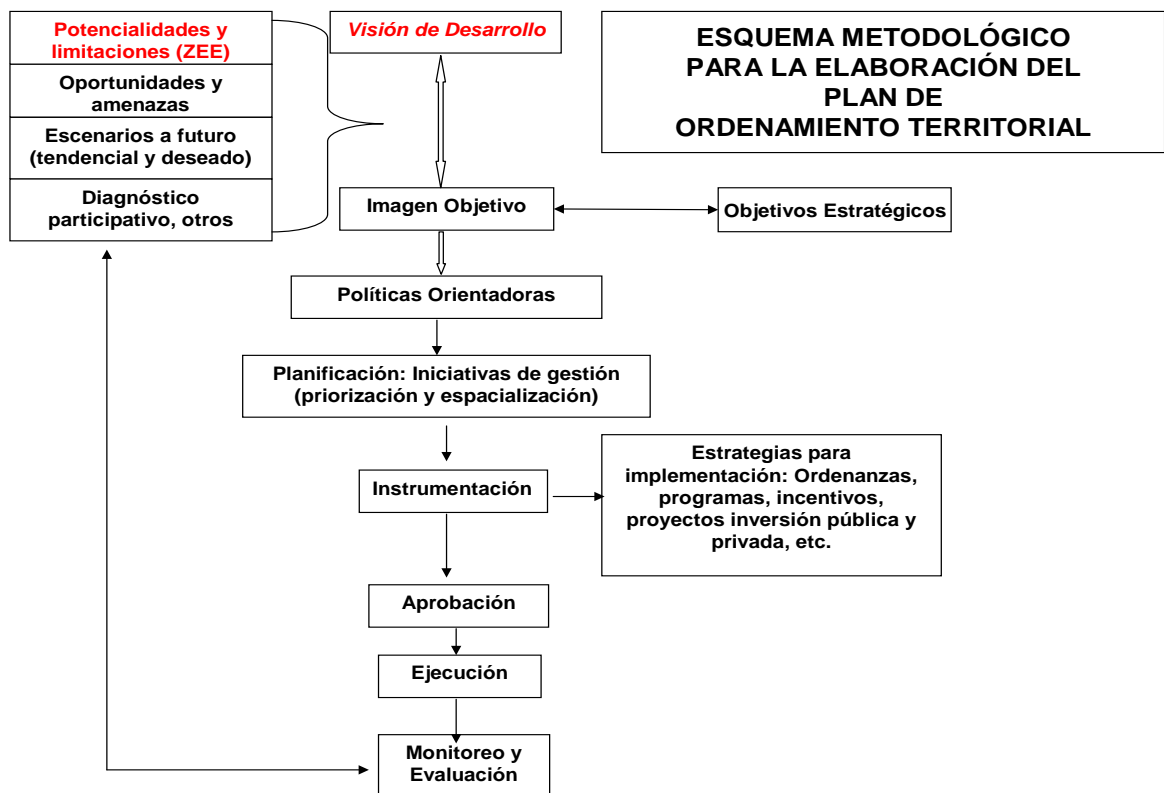 Potencialidades y
limitaciones (ZEE)
Oportunidades y
amenazas
Escenarios a futuro
(tendencial y deseado)
Diagnóstico
participativo, otros
Visión de Desarrollo
ESQUEMA METODOLÓGICO
PARA LA ELABORACIÓN DEL
PLAN DE
ORDENAMIENTO TERRITORIAL
Imagen Objetivo
Objetivos Estratégicos
Políticas Orientadoras
Planificación: Iniciativas de gestión
(priorización y espacialización)
Instrumentación
Estrategias para
implementación: Ordenanzas,
programas, incentivos,
proyectos inversión pública y
privada, etc.
Aprobación
Ejecución
Monitoreo y
Evaluación